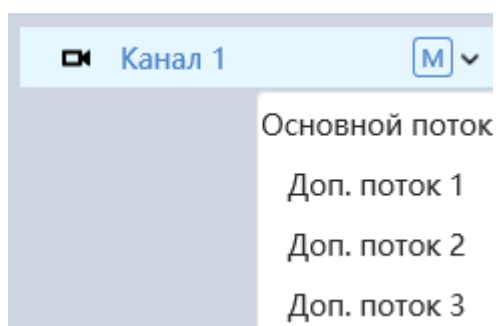 Канал 1 M
Основной поток
Доп. поток 1
Доп. поток 2
Доп. поток 3